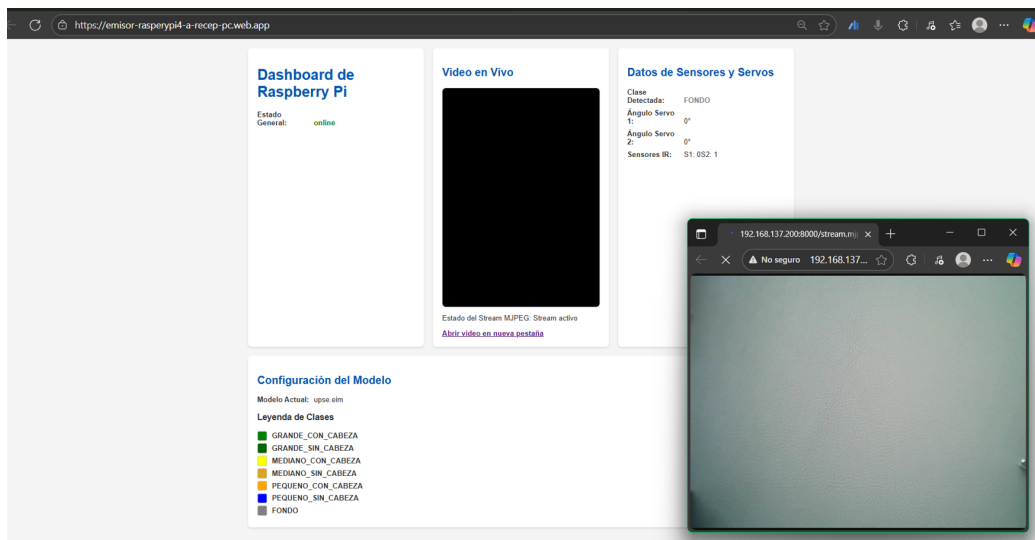 https://emisor-rasperypi4-a-recep-pc.web.app
Dashboard de
Raspberry Pi
Estado
General: online
Video en Vivo
Estado del Stream MJPEG: Stream activo
Abrir video en nueva pestaña
Datos de Sensores y Servos
Clase
Detectada: FONDO
Ángulo Servo
1: 0°
Ángulo Servo
2: 0°
Sensores IR: S1: 0S2: 1
Configuración del Modelo
Modelo Actual: upse.eim
Leyenda de Clases
GRANDE_CON_CABEZA
GRANDE_SIN_CABEZA
MEDIANO_CON_CABEZA
MEDIANO_SIN_CABEZA
PEQUENO_CON_CABEZA
PEQUENO_SIN_CABEZA
FONDO
192.168.137.200:8000/stream.mj
No seguro 192.168.137...